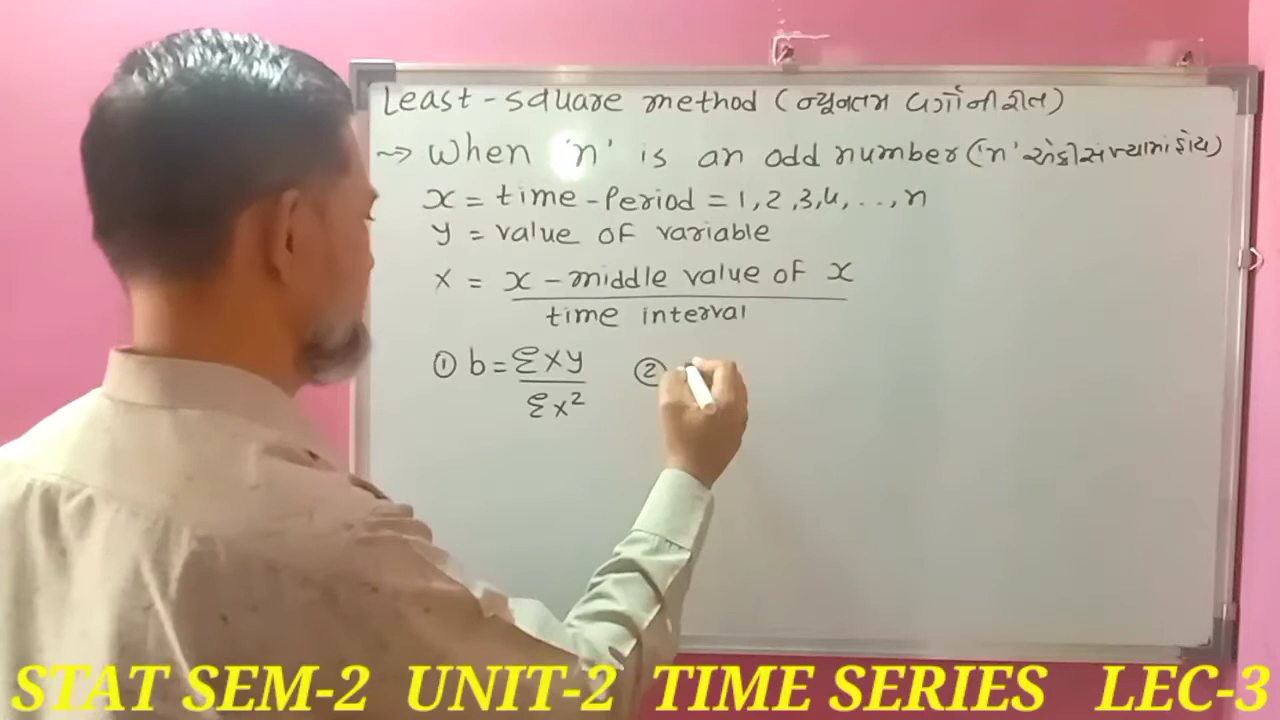 Least-square method (ન્યૂનતમ વર્ગોની રીત)
→ When 'n' is an odd number ('n' એકી સંખ્યામાં હોય)
x = time-Period = 1, 2, 3, 4, ..., n
y = value of variable
X = x - middle value of x
time interval
① b = Σxy
Σx²
②
STAT SEM-2 UNIT-2 TIME SERIES LEC-3